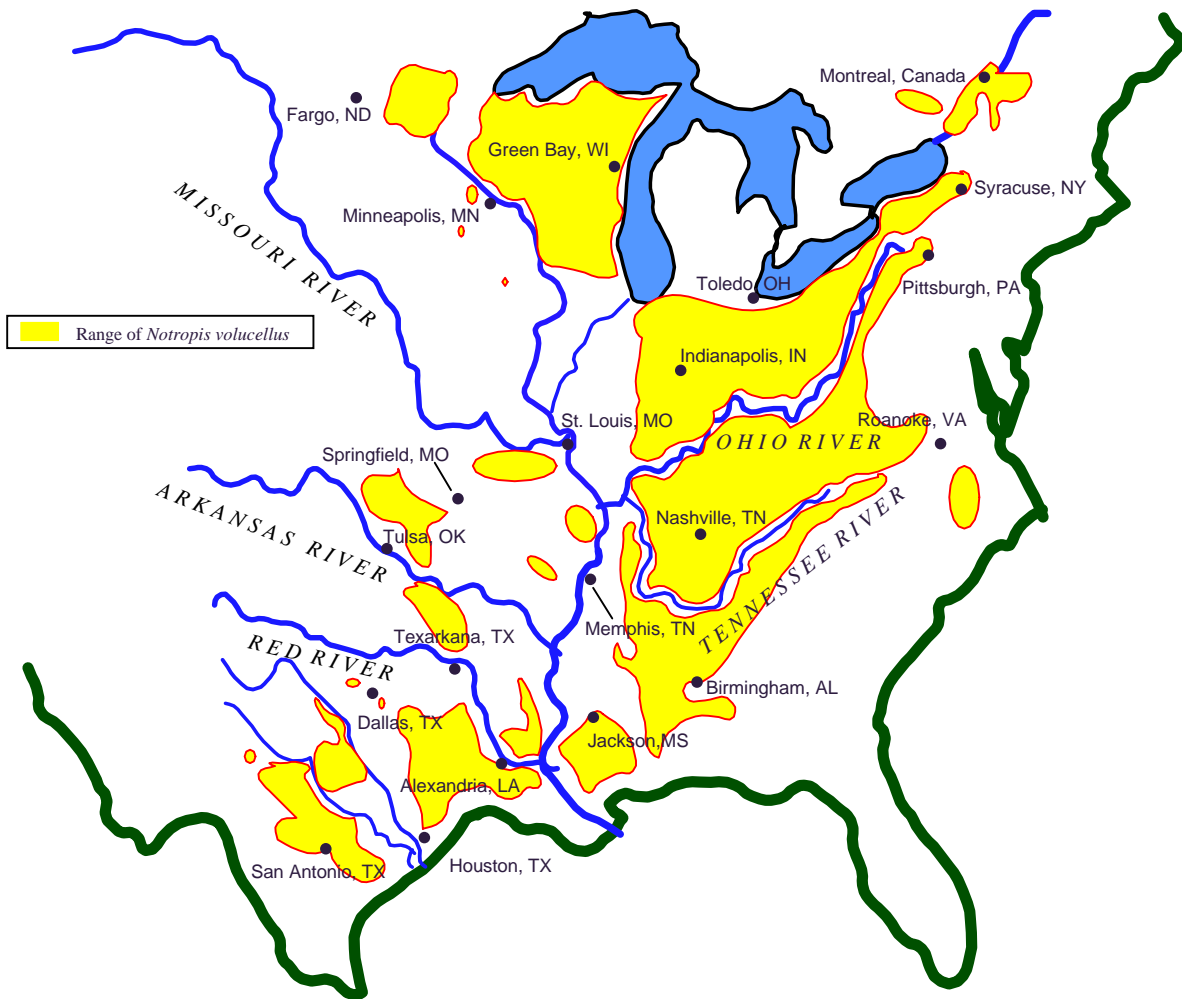 Montreal, Canada
Fargo, ND
Green Bay, WI
Syracuse, NY
Minneapolis, MN
MISSOURI RIVER
Toledo, OH
Pittsburgh, PA
Range of Notropis volucellus
Indianapolis, IN
St. Louis, MO
Roanoke, VA
OHIO RIVER
Springfield, MO
ARKANSAS RIVER
Nashville, TN
Tulsa, OK
TENNESSEE RIVER
Memphis, TN
Texarkana, TX
RED RIVER
Birmingham, AL
Dallas, TX
Jackson,MS
Alexandria, LA
San Antonio, TX
Houston, TX